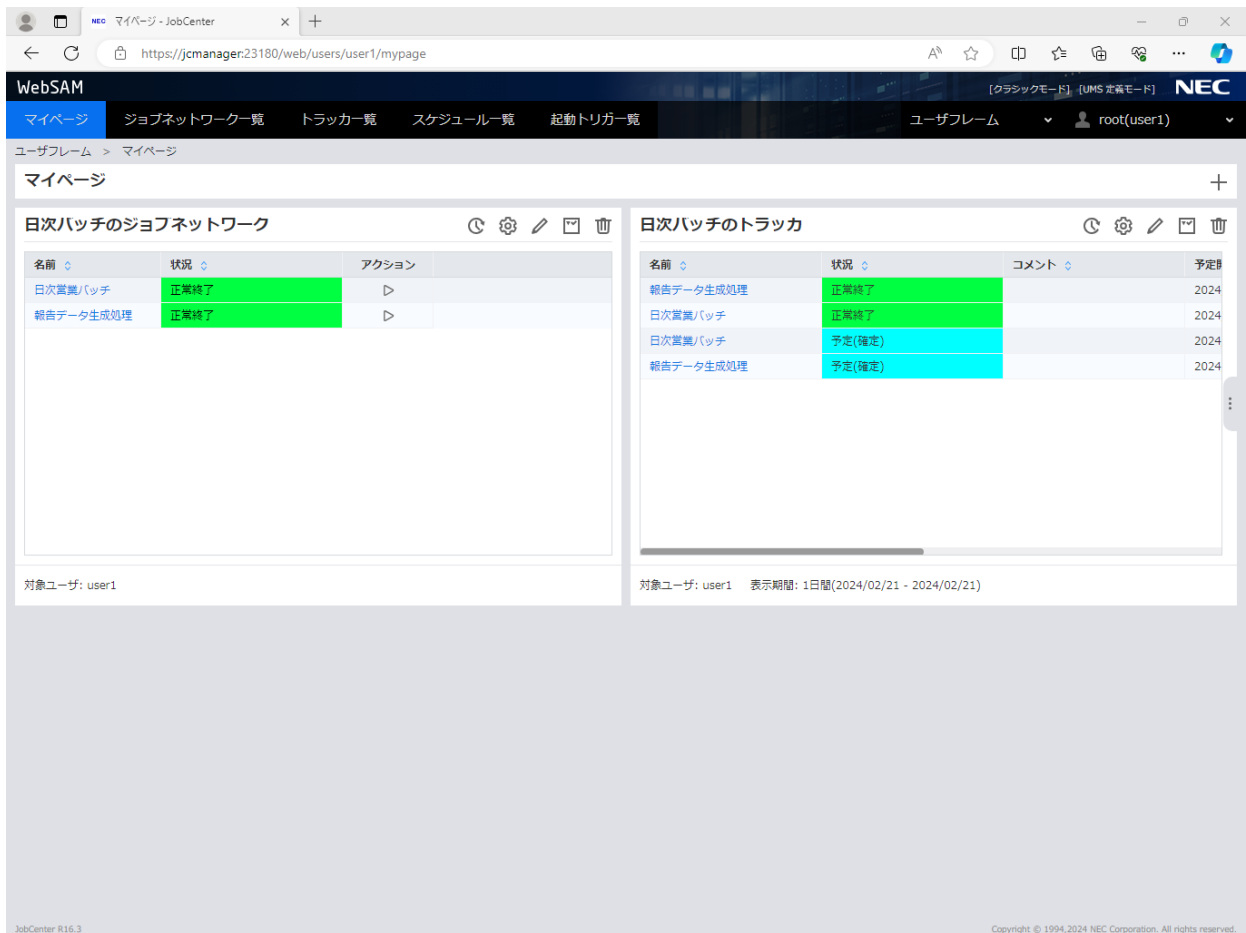 NEC マイページ - JobCenter
https://jcmanager:23180/web/users/user1/mypage
WebSAM
[クラシックモード] [UMS 定義モード] NEC
マイページ ジョブネットワーク一覧 トラッカ一覧 スケジュール一覧 起動トリガ一覧 ユーザフレーム root(user1)
ユーザフレーム > マイページ
マイページ
日次バッチのジョブネットワーク
名前 状況 アクション
日次営業バッチ 正常終了
報告データ生成処理 正常終了
対象ユーザ: user1
日次バッチのトラッカ
名前 状況 コメント 予定
報告データ生成処理 正常終了 2024
日次営業バッチ 正常終了 2024
日次営業バッチ 予定(確定) 2024
報告データ生成処理 予定(確定) 2024
対象ユーザ: user1 表示期間: 1日間(2024/02/21 - 2024/02/21)
JobCenter R16.3
Copyright © 1994,2024 NEC Corporation. All rights reserved.